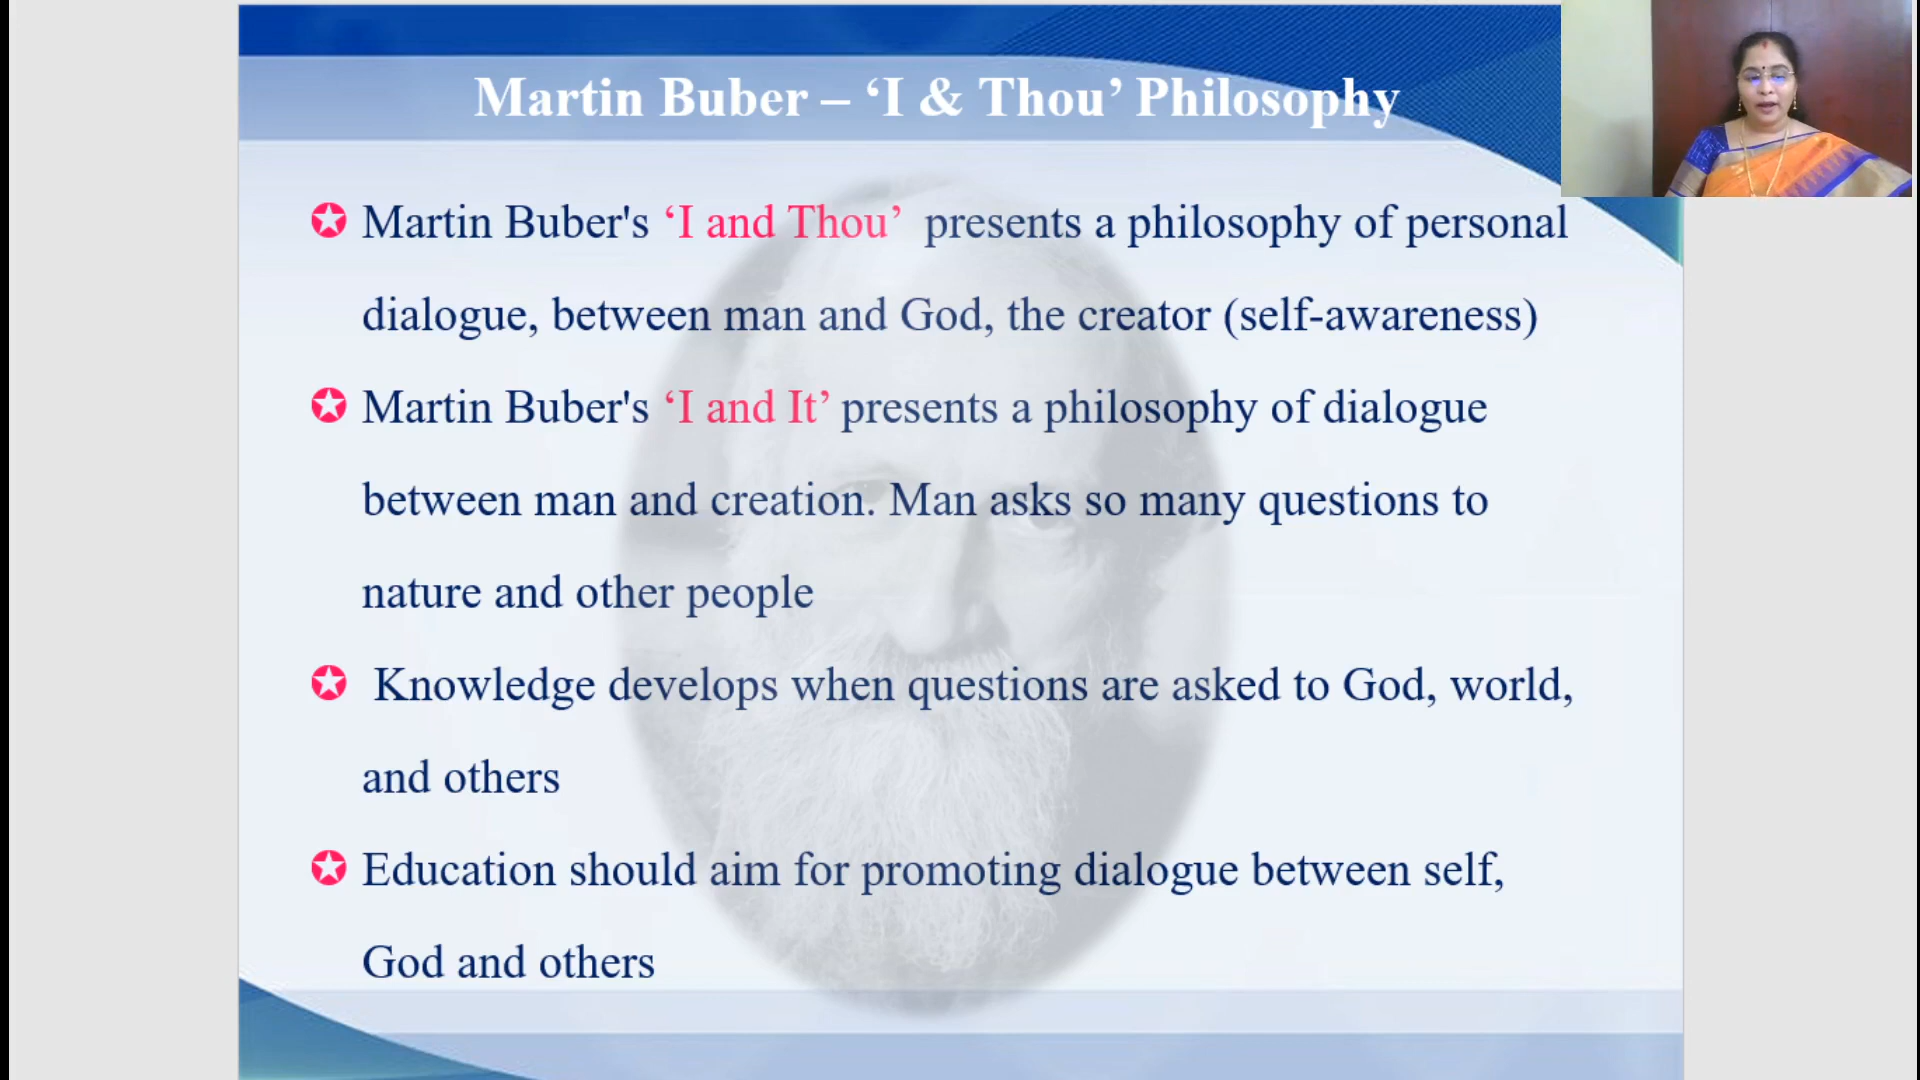 Martin Buber – ‘I & Thou’ Philosophy
Martin Buber's ‘I and Thou’ presents a philosophy of personal
dialogue, between man and God, the creator (self-awareness)
Martin Buber's ‘I and It’ presents a philosophy of dialogue
between man and creation. Man asks so many questions to
nature and other people
Knowledge develops when questions are asked to God, world,
and others
Education should aim for promoting dialogue between self,
God and others